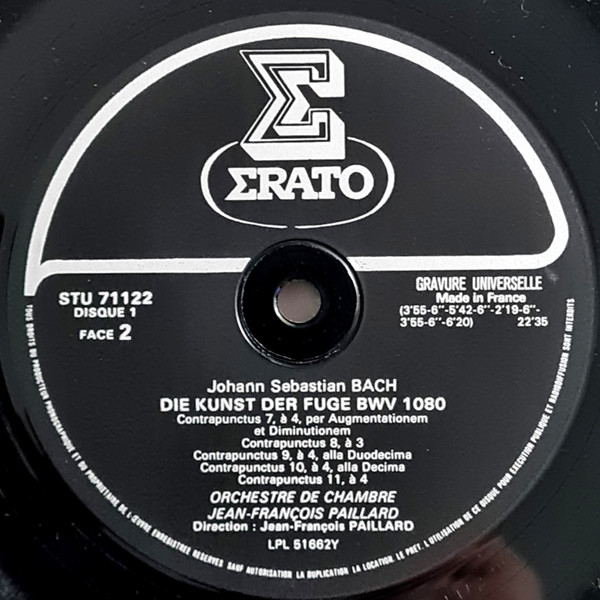 Σ
ΣRATO
STU 71122
DISQUE 1
FACE 2
GRAVURE UNIVERSELLE
Made in France
(3'55-6''-5'42-6''-2'19-6''-
3'55-6''-6'20) 22'35
Johann Sebastian BACH
DIE KUNST DER FUGE BWV 1080
Contrapunctus 7, à 4, per Augmentationem
et Diminutionem
Contrapunctus 8, à 3
Contrapunctus 9, à 4, alla Duodecima
Contrapunctus 10, à 4, alla Decima
Contrapunctus 11, à 4
ORCHESTRE DE CHAMBRE
JEAN-FRANÇOIS PAILLARD
Direction : Jean-François PAILLARD
LPL 51662Y
TOUS DROITS DU PRODUCTEUR PHONOGRAPHIQUE ET DU PROPRIETAIRE DE L'ŒUVRE ENREGISTREE RESERVES SAUF AUTORISATION LA DUPLICATION LA LOCATION, LE PRET, L'UTILISATION DE CE DISQUE POUR EXECUTION PUBLIQUE ET RADIODIFFUSION SONT INTERDITS